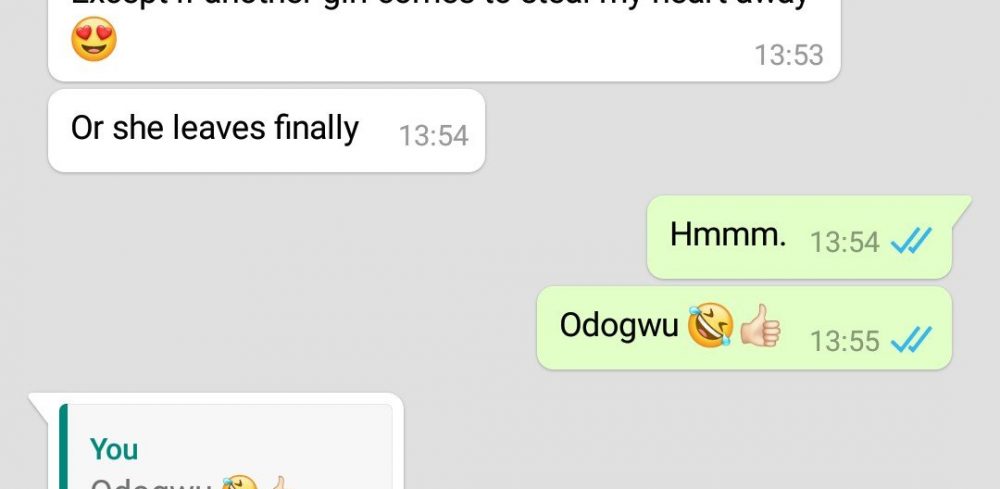 Except if another girl comes to steal my heart away
😍
13:53
Or she leaves finally 13:54
Hmmm. 13:54
Odogwu 🤣👍🏻 13:55
You
Odogwu 🤣👍🏻